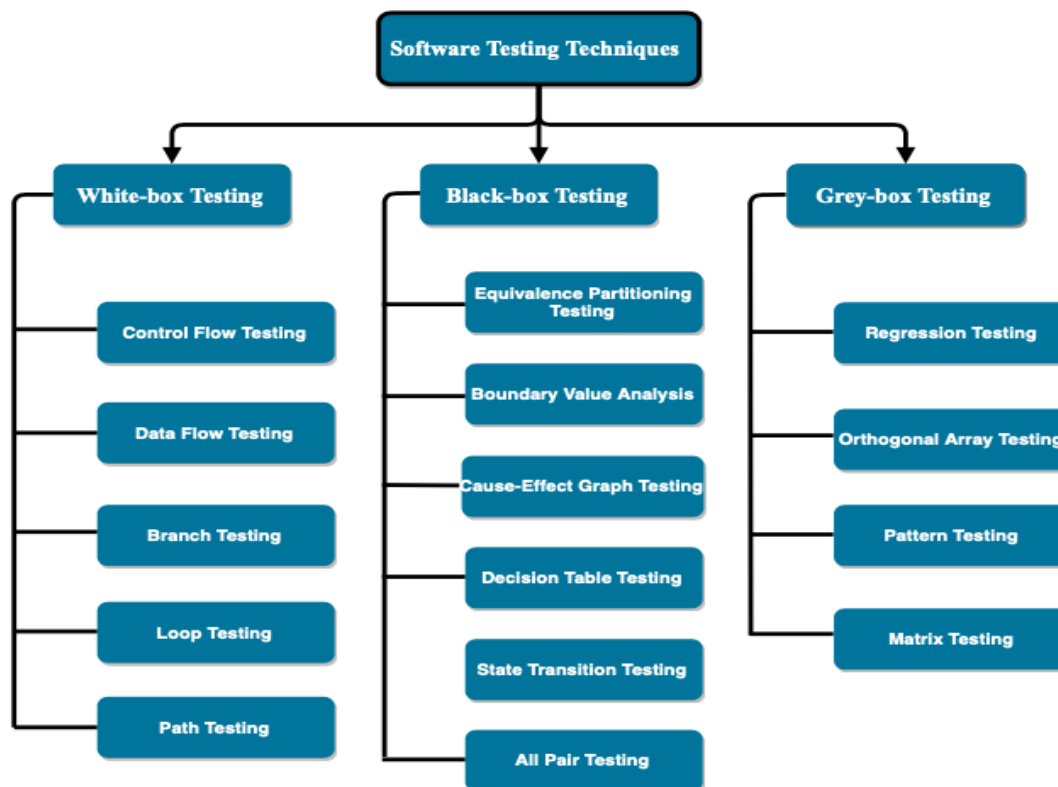 Software Testing Techniques
White-box Testing
Black-box Testing
Grey-box Testing
Control Flow Testing
Data Flow Testing
Branch Testing
Loop Testing
Path Testing
Equivalence Partitioning
Testing
Boundary Value Analysis
Cause-Effect Graph Testing
Decision Table Testing
State Transition Testing
All Pair Testing
Regression Testing
Orthogonal Array Testing
Pattern Testing
Matrix Testing